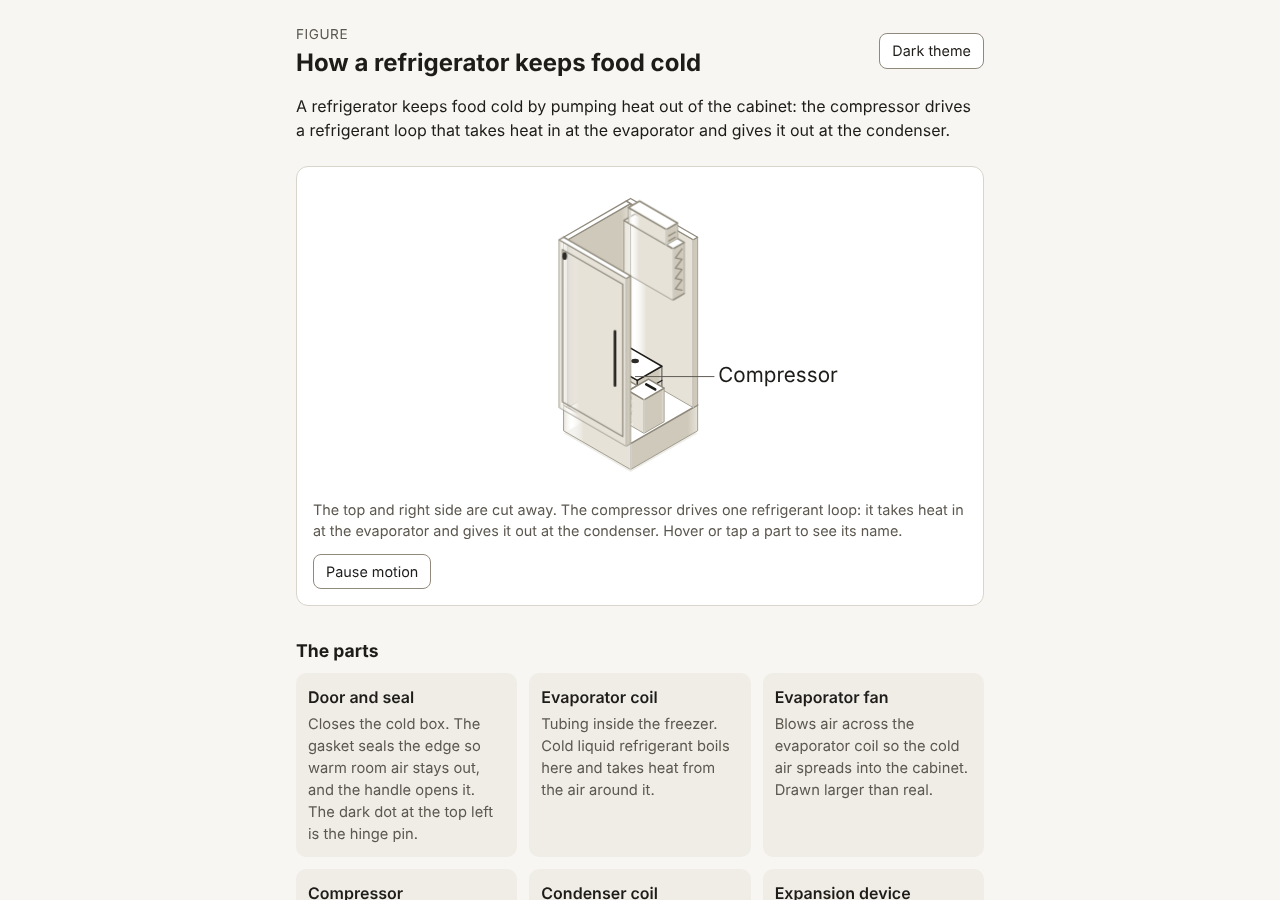 FIGURE
How a refrigerator keeps food cold
Dark theme
A refrigerator keeps food cold by pumping heat out of the cabinet: the compressor drives
a refrigerant loop that takes heat in at the evaporator and gives it out at the condenser.
Compressor
The top and right side are cut away. The compressor drives one refrigerant loop: it takes heat in
at the evaporator and gives it out at the condenser. Hover or tap a part to see its name.
Pause motion
The parts
Door and seal
Closes the cold box. The
gasket seals the edge so
warm room air stays out,
and the handle opens it.
The dark dot at the top left
is the hinge pin.
Evaporator coil
Tubing inside the freezer.
Cold liquid refrigerant boils
here and takes heat from
the air around it.
Evaporator fan
Blows air across the
evaporator coil so the cold
air spreads into the cabinet.
Drawn larger than real.
Compressor
Condenser coil
Expansion device